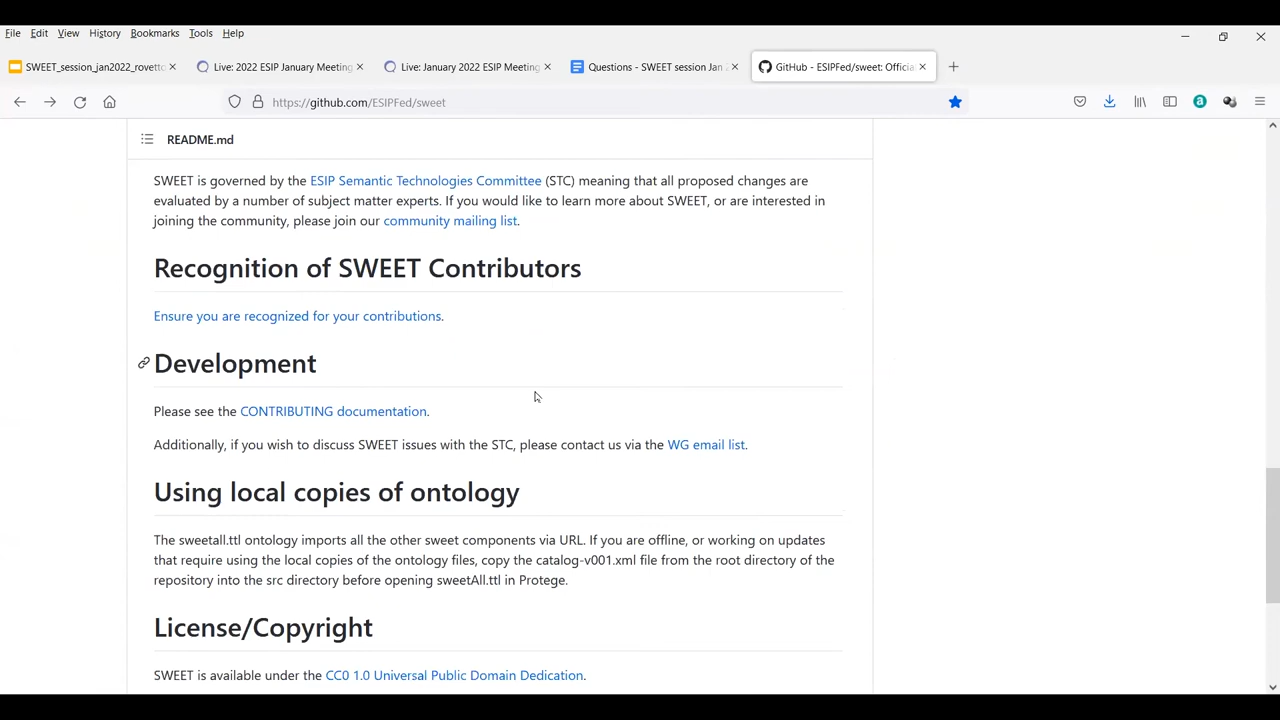 File Edit View History Bookmarks Tools Help
SWEET_session_jan2022_rovetto
Live: 2022 ESIP January Meeting
Live: January 2022 ESIP Meeting
Questions - SWEET session Jan 2
GitHub - ESIPFed/sweet: Officia
https://github.com/ESIPFed/sweet
README.md
SWEET is governed by the ESIP Semantic Technologies Committee (STC) meaning that all proposed changes are
evaluated by a number of subject matter experts. If you would like to learn more about SWEET, or are interested in
joining the community, please join our community mailing list.
Recognition of SWEET Contributors
Ensure you are recognized for your contributions.
Development
Please see the CONTRIBUTING documentation.
Additionally, if you wish to discuss SWEET issues with the STC, please contact us via the WG email list.
Using local copies of ontology
The sweetall.ttl ontology imports all the other sweet components via URL. If you are offline, or working on updates
that require using the local copies of the ontology files, copy the catalog-v001.xml file from the root directory of the
repository into the src directory before opening sweetAll.ttl in Protege.
License/Copyright
SWEET is available under the CC0 1.0 Universal Public Domain Dedication.